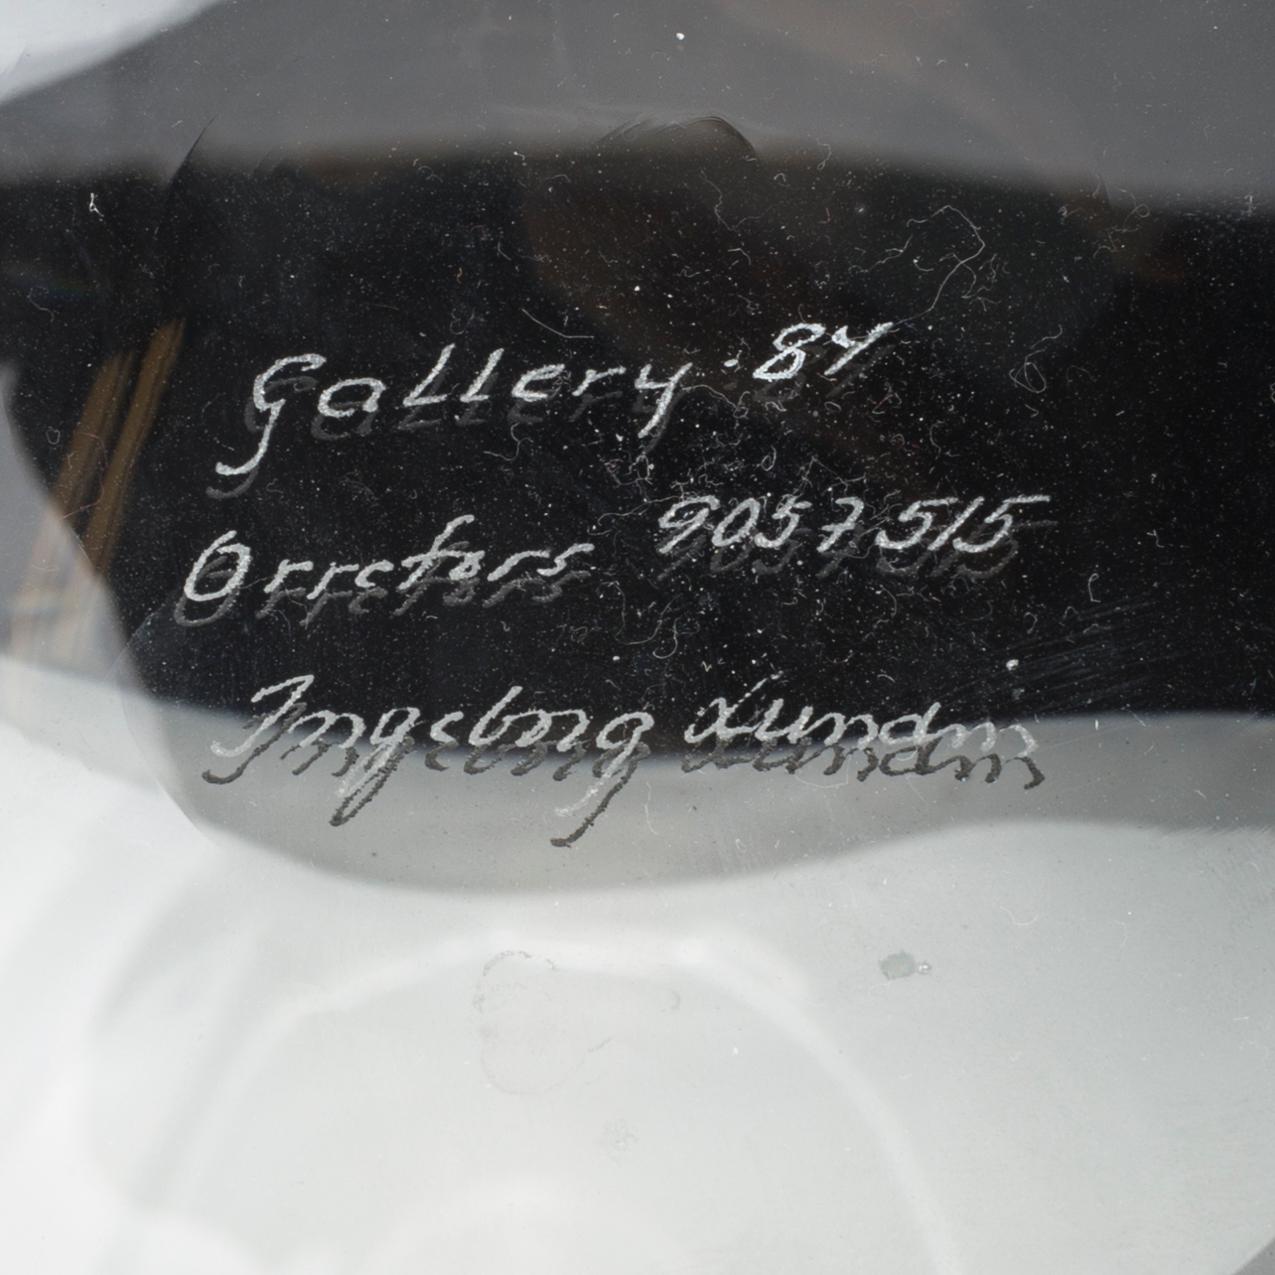 Gallery · 84
Orrefors 9057515
Ingeborg Lundin